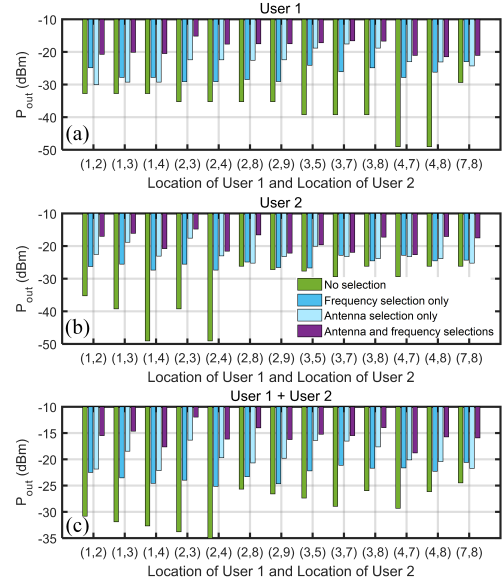 User 1
-10
-20
-30
-40
-50
P_out (dBm)
(a)
(1,2) (1,3) (1,4) (2,3) (2,4) (2,8) (2,9) (3,5) (3,7) (3,8) (4,7) (4,8) (7,8)
Location of User 1 and Location of User 2
User 2
-10
-20
-30
-40
-50
P_out (dBm)
(b)
No selection
Frequency selection only
Antenna selection only
Antenna and frequency selections
(1,2) (1,3) (1,4) (2,3) (2,4) (2,8) (2,9) (3,5) (3,7) (3,8) (4,7) (4,8) (7,8)
Location of User 1 and Location of User 2
User 1 + User 2
-10
-15
-20
-25
-30
-35
P_out (dBm)
(c)
(1,2) (1,3) (1,4) (2,3) (2,4) (2,8) (2,9) (3,5) (3,7) (3,8) (4,7) (4,8) (7,8)
Location of User 1 and Location of User 2